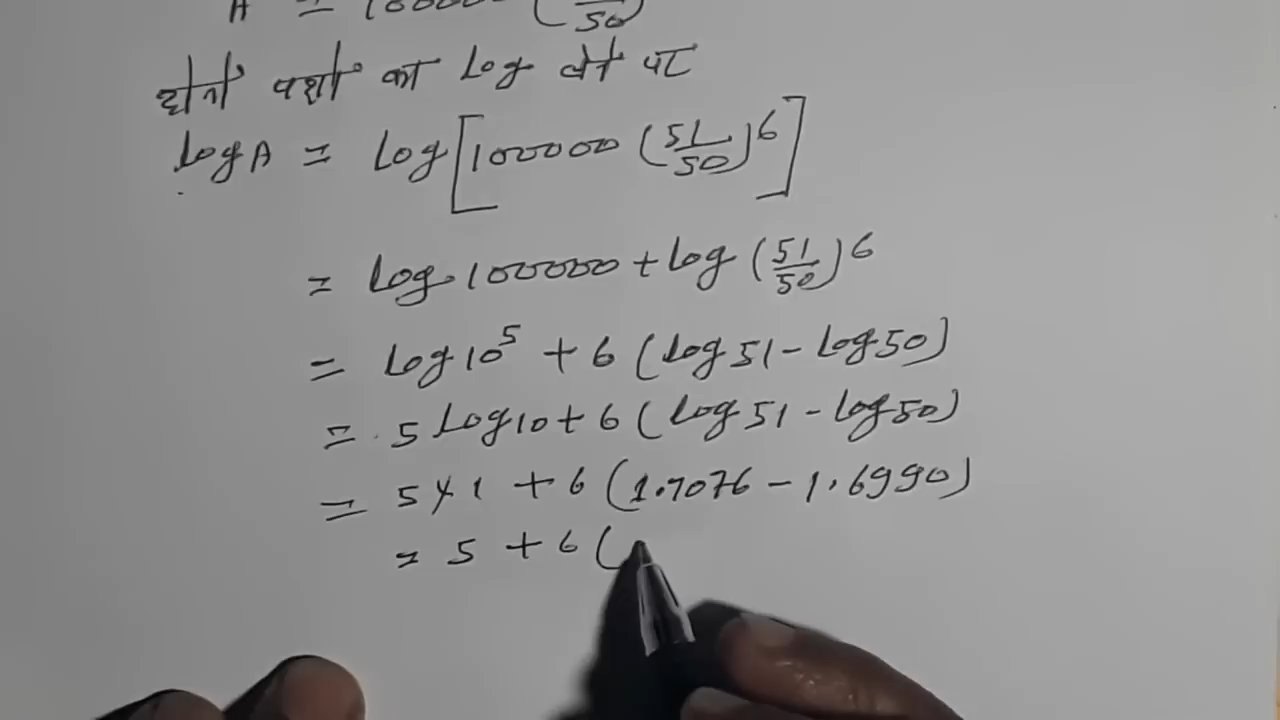 A = 100000 (/50)
दोनों पक्षों का log लेने पर
log A = log [100000 (51/50)^6]
= log 100000 + log (51/50)^6
= log 10^5 + 6 (log 51 - log 50)
= 5 log 10 + 6 (log 51 - log 50)
= 5 × 1 + 6 (1.7076 - 1.6990)
= 5 + 6 (